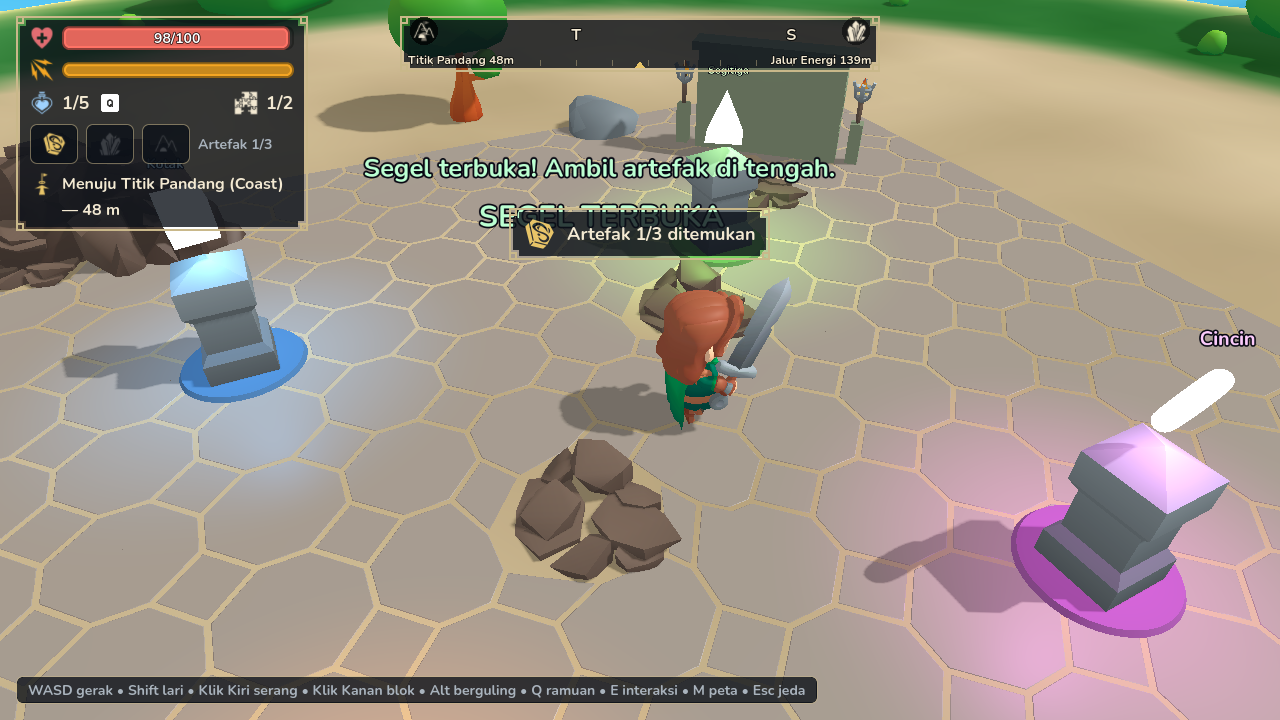 98/100
1/5
Q
1/2
Artefak 1/3
Kotak
Menuju Titik Pandang (Coast)
— 48 m
T
S
Titik Pandang 48m
Jalur Energi 139m
Segitiga
Segel terbuka! Ambil artefak di tengah.
SEGEL TERBUKA
Artefak 1/3 ditemukan
Cincin
WASD gerak • Shift lari • Klik Kiri serang • Klik Kanan blok • Alt berguling • Q ramuan • E interaksi • M peta • Esc jeda